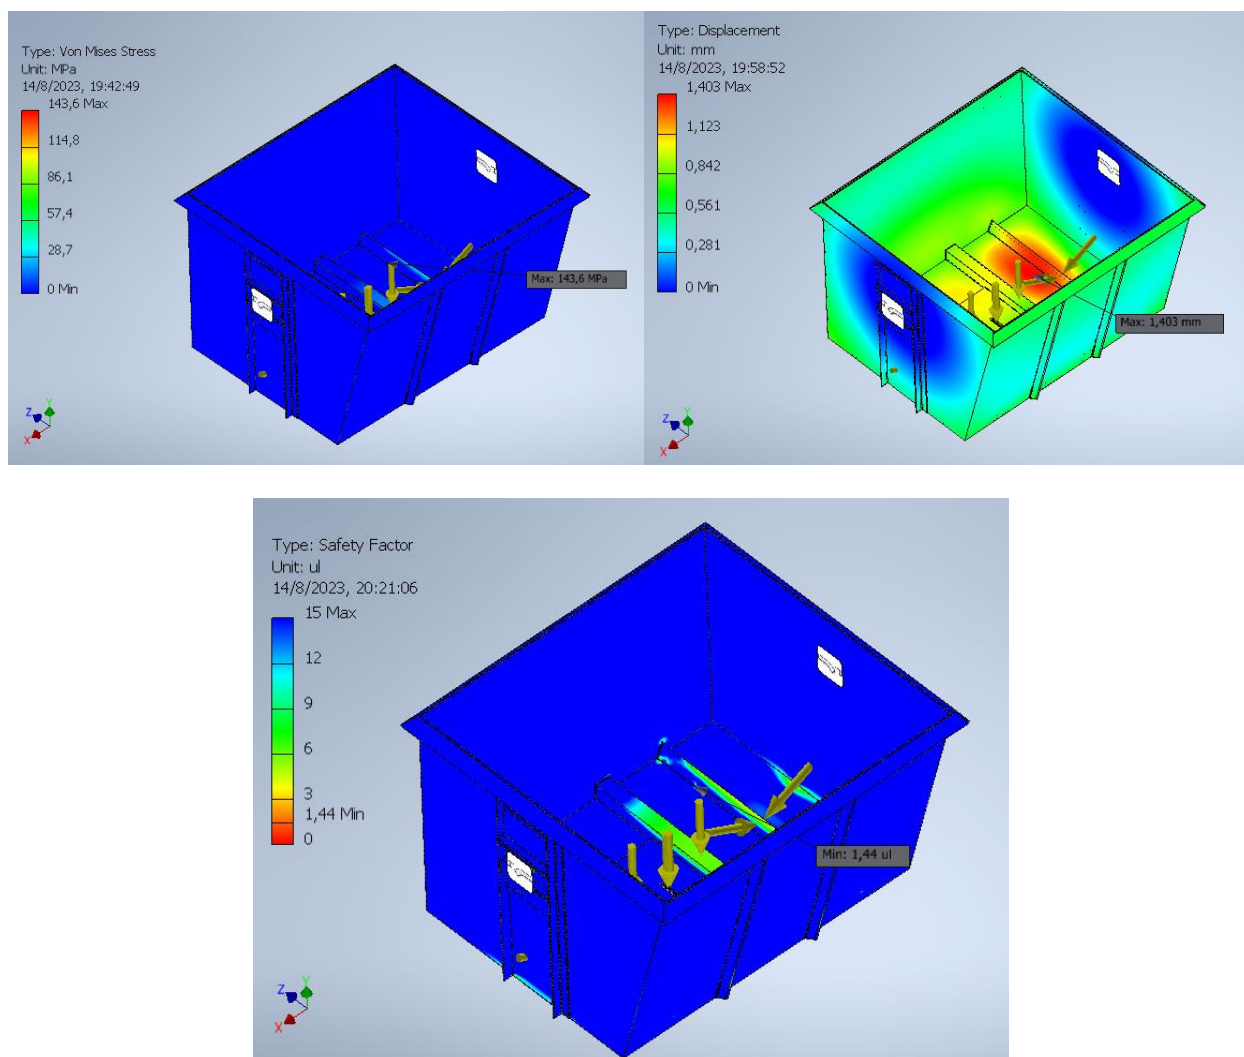 Type: Von Mises Stress
Unit: MPa
14/8/2023, 19:42:49
143,6 Max
114,8
86,1
57,4
28,7
0 Min
Max: 143,6 MPa
Z
Y
X
Type: Displacement
Unit: mm
14/8/2023, 19:58:52
1,403 Max
1,123
0,842
0,561
0,281
0 Min
Max: 1,403 mm
Z
Y
X
Type: Safety Factor
Unit: ul
14/8/2023, 20:21:06
15 Max
12
9
6
3
1,44 Min
0
Min: 1,44 ul
Z
Y
X